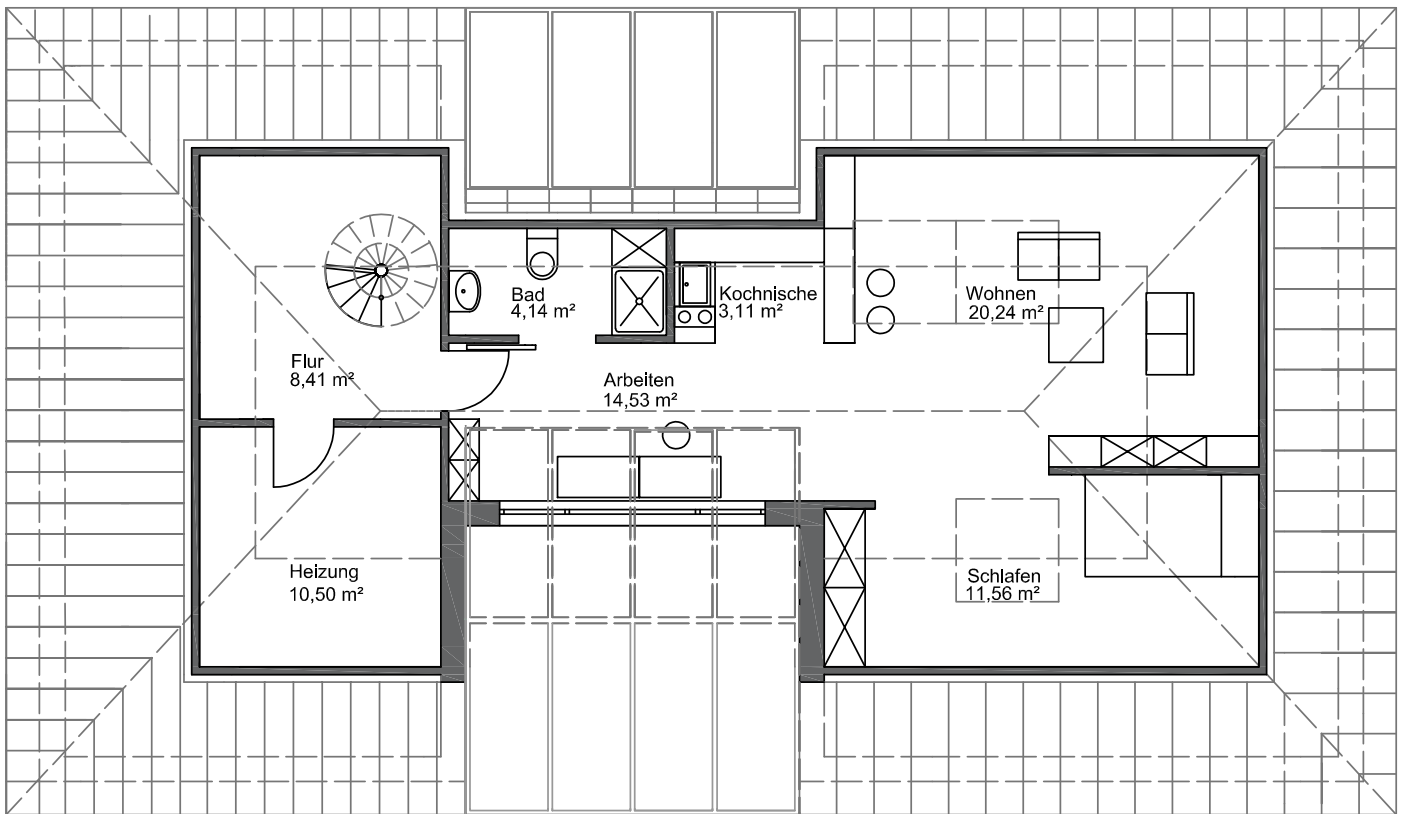 Bad
4,14 m²
Kochnische
3,11 m²
Wohnen
20,24 m²
Flur
8,41 m²
Arbeiten
14,53 m²
Heizung
10,50 m²
Schlafen
11,56 m²